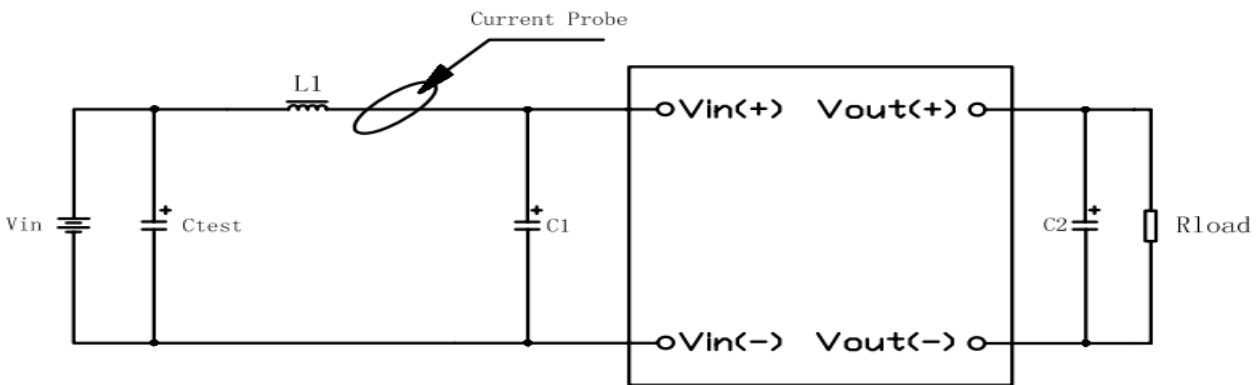 Current Probe
L1
Vin(+) Vout(+)
Vin + Ctest + C1 C2 + Rload
Vin(-) Vout(-)